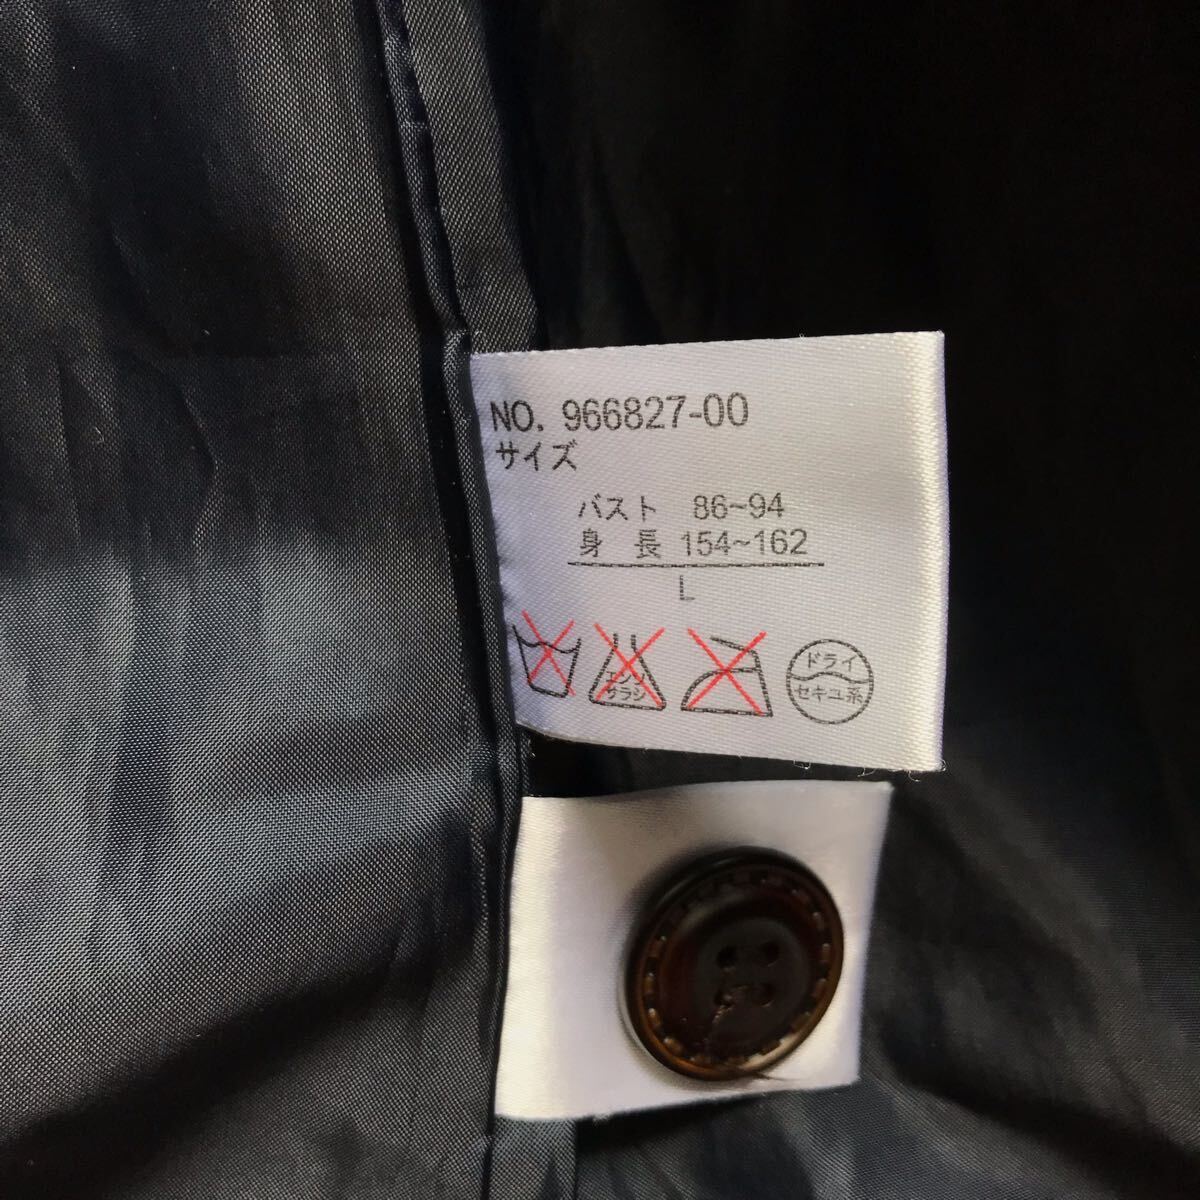 NO. 966827-00
サイズ
バスト 86~94
身 長 154~162
L
エンソ
サラシ
ドライ
セキユ系